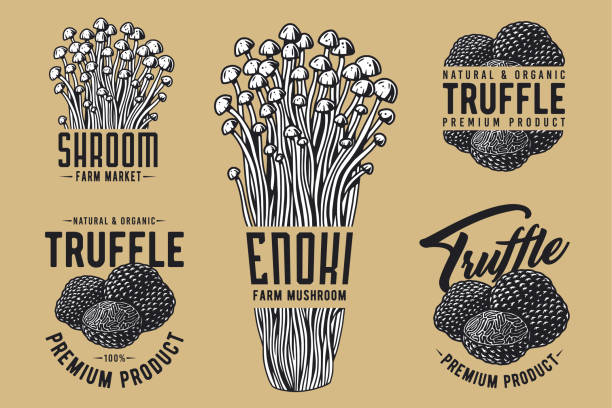 SHROOM
FARM MARKET
NATURAL & ORGANIC
TRUFFLE
100%
PREMIUM PRODUCT
ENOKI
FARM MUSHROOM
NATURAL & ORGANIC
TRUFFLE
PREMIUM PRODUCT
Truffle
PREMIUM PRODUCT